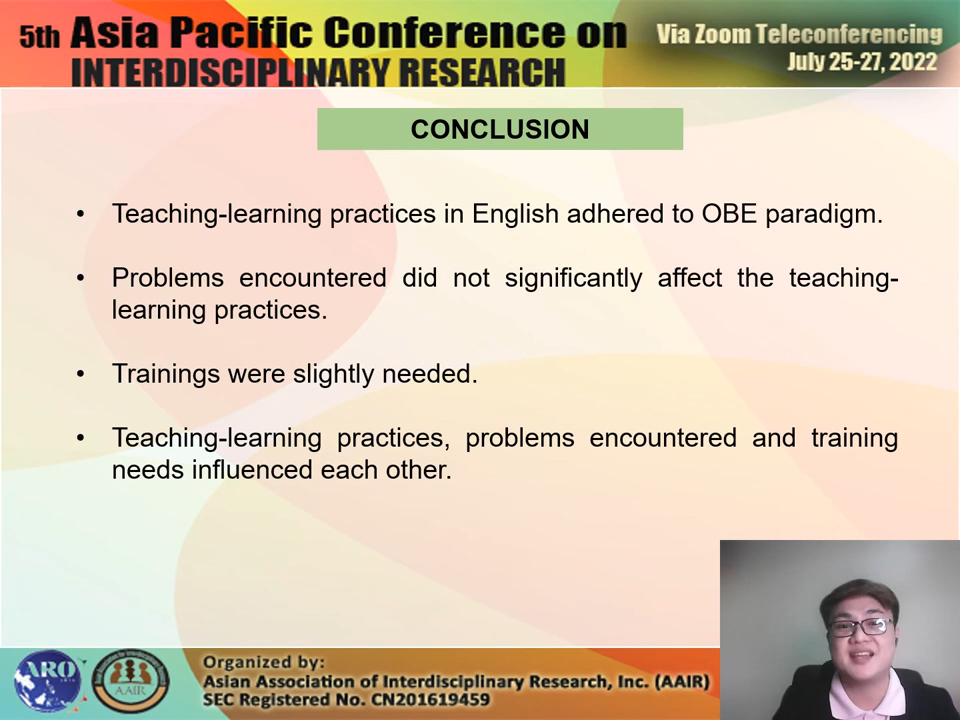 5th Asia Pacific Conference on
INTERDISCIPLINARY RESEARCH
Via Zoom Teleconferencing
July 25-27, 2022
CONCLUSION
• Teaching-learning practices in English adhered to OBE paradigm.
• Problems encountered did not significantly affect the teaching-
learning practices.
• Trainings were slightly needed.
• Teaching-learning practices, problems encountered and training
needs influenced each other.
ARO
AAIR
Organized by:
Asian Association of Interdisciplinary Research, Inc. (AAIR)
SEC Registered No. CN201619459